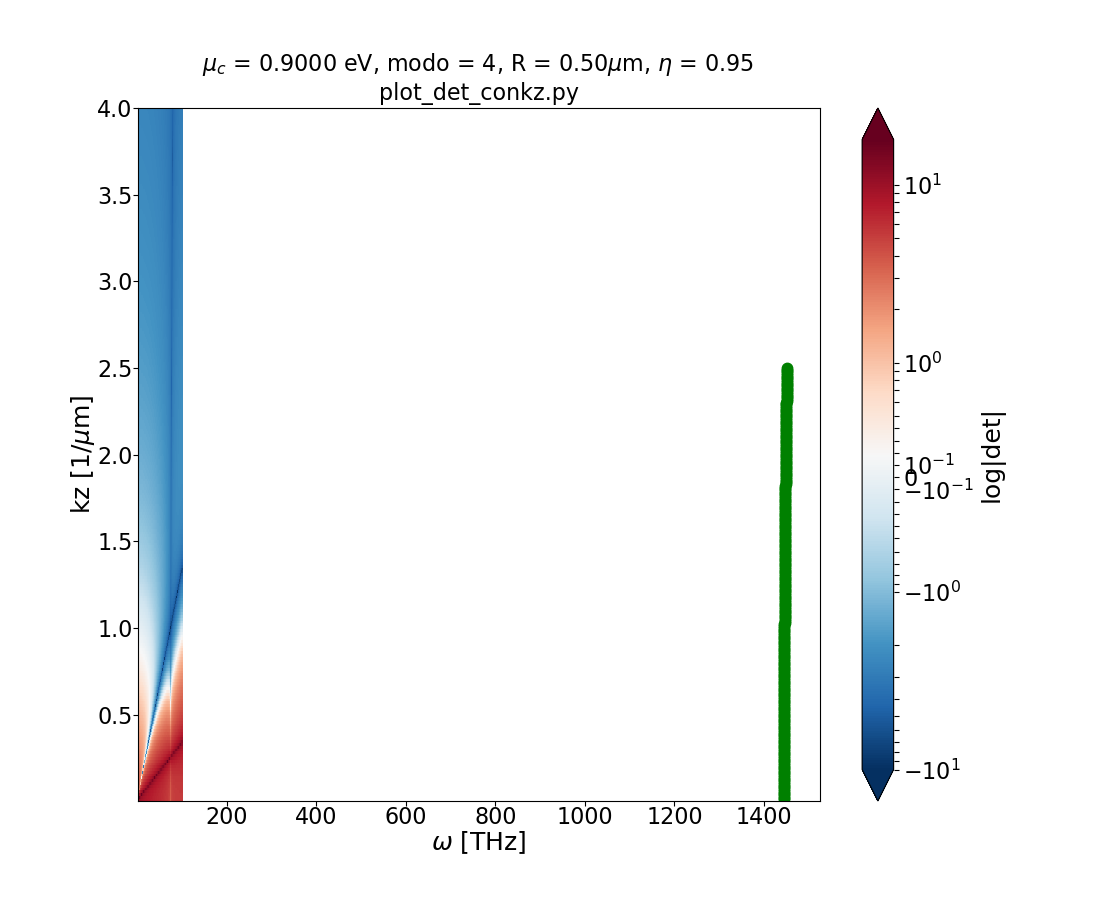 μc = 0.9000 eV, modo = 4, R = 0.50μm, η = 0.95
plot_det_conkz.py
4.0
3.5
3.0
2.5
2.0
1.5
1.0
0.5
kz [1/μm]
200 400 600 800 1000 1200 1400
ω [THz]
10¹
10⁰
10⁻¹
0
−10⁻¹
−10⁰
−10¹
log|det|